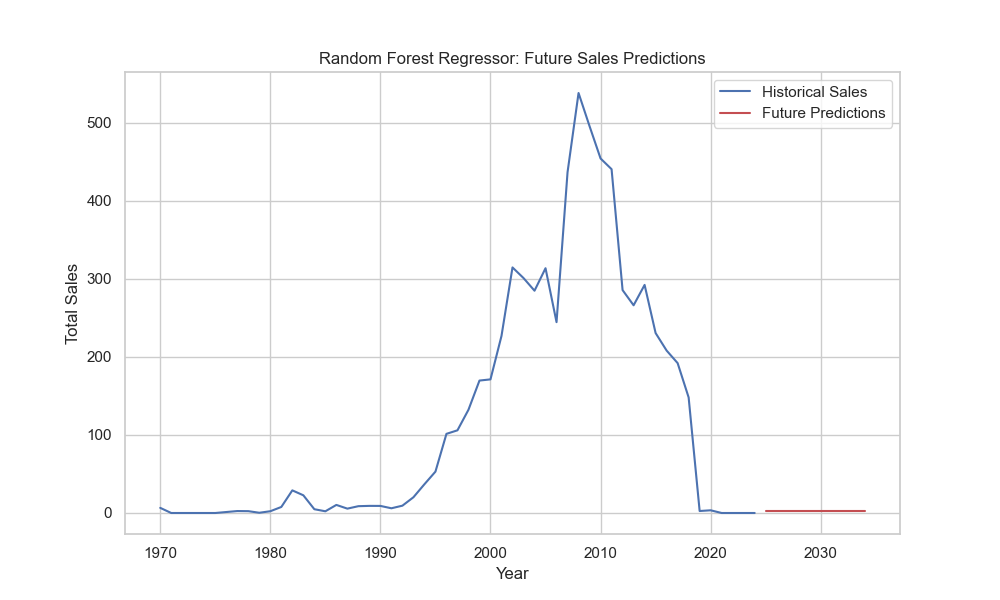 Random Forest Regressor: Future Sales Predictions
Historical Sales
Future Predictions
500
400
300
200
100
0
Total Sales
1970
1980
1990
2000
2010
2020
2030
Year